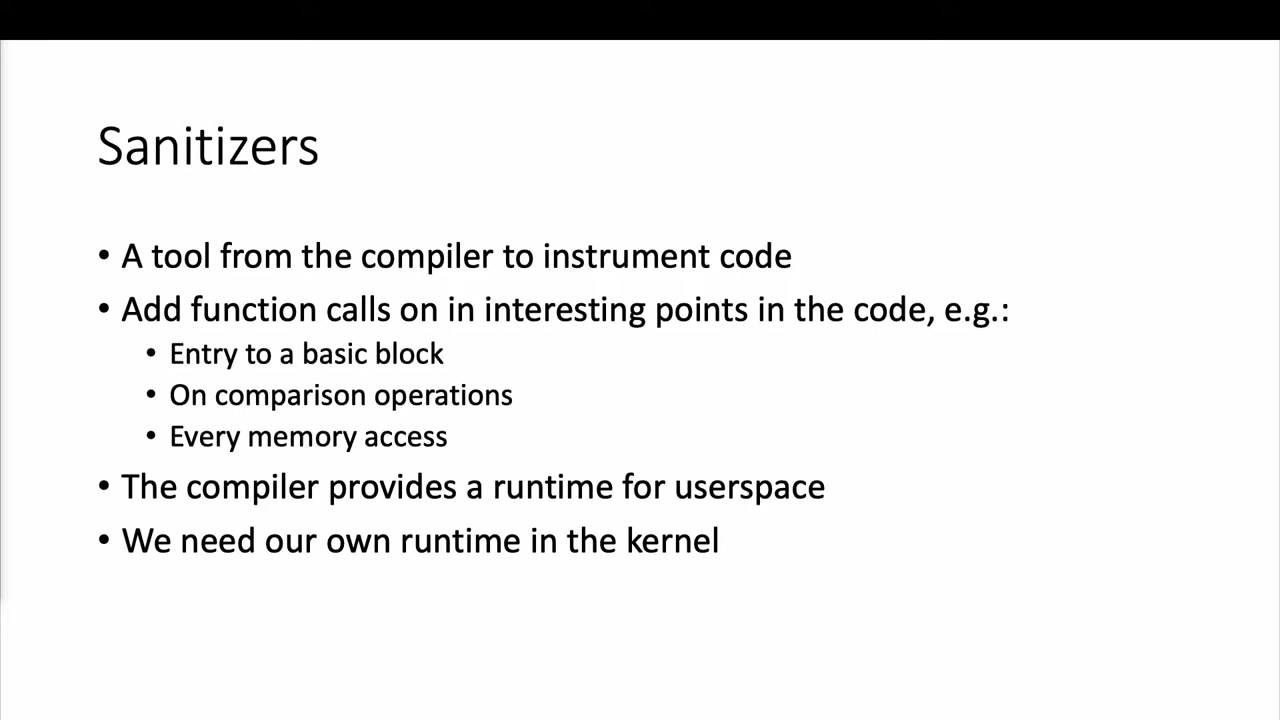 Sanitizers
• A tool from the compiler to instrument code
• Add function calls on in interesting points in the code, e.g.:
• Entry to a basic block
• On comparison operations
• Every memory access
• The compiler provides a runtime for userspace
• We need our own runtime in the kernel